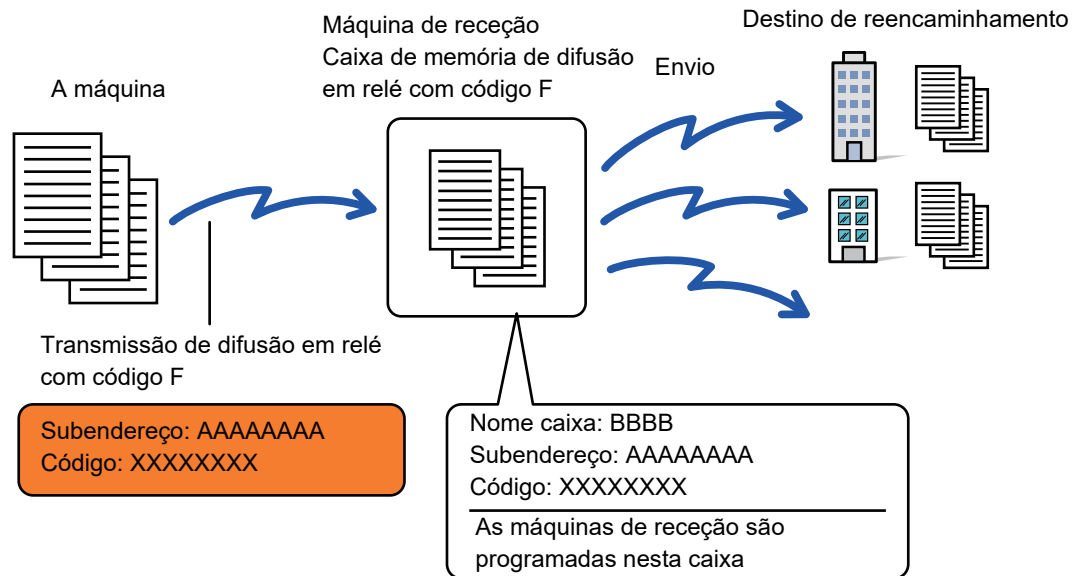 A máquina
Máquina de receção
Caixa de memória de difusão
em relé com código F
Envio
Destino de reencaminhamento
Transmissão de difusão em relé
com código F
Subendereço: AAAAAAAA
Código: XXXXXXXX
Nome caixa: BBBB
Subendereço: AAAAAAAA
Código: XXXXXXXX
As máquinas de receção são
programadas nesta caixa